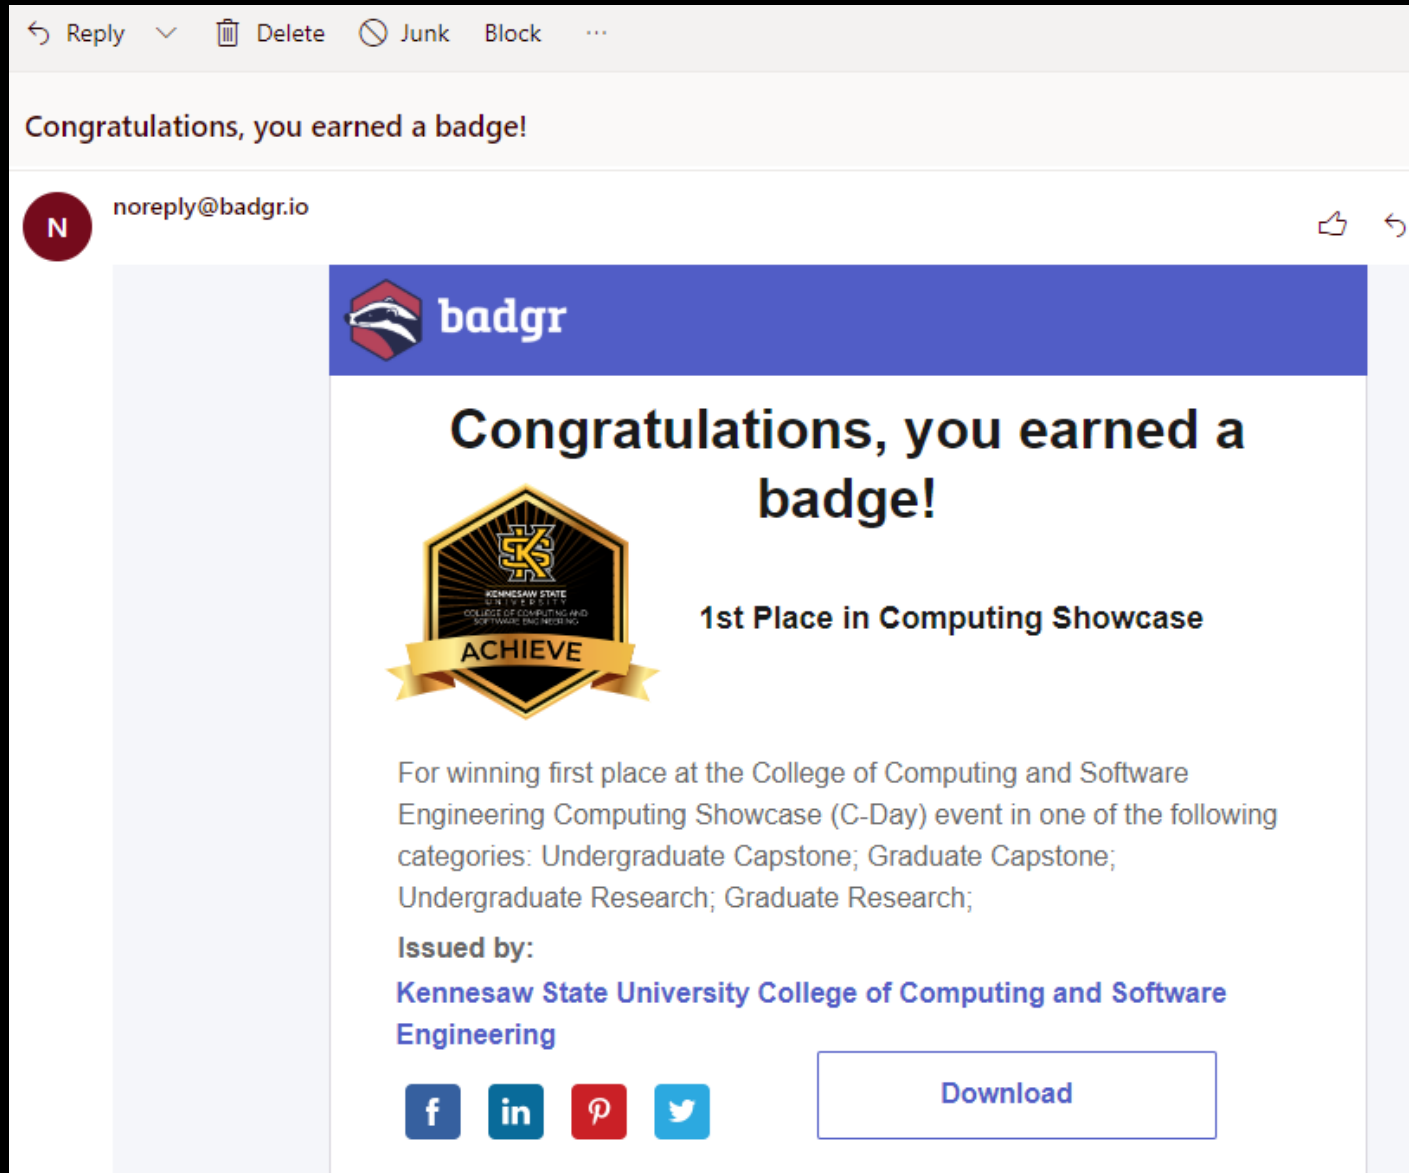 Reply Delete Junk Block ...
Congratulations, you earned a badge!
N
noreply@badgr.io
badgr
Congratulations, you earned a
badge!
KS
KENNESAW STATE
UNIVERSITY
COLLEGE OF COMPUTING AND
SOFTWARE ENGINEERING
ACHIEVE
1st Place in Computing Showcase
For winning first place at the College of Computing and Software
Engineering Computing Showcase (C-Day) event in one of the following
categories: Undergraduate Capstone; Graduate Capstone;
Undergraduate Research; Graduate Research;
Issued by:
Kennesaw State University College of Computing and Software
Engineering
f in
Download